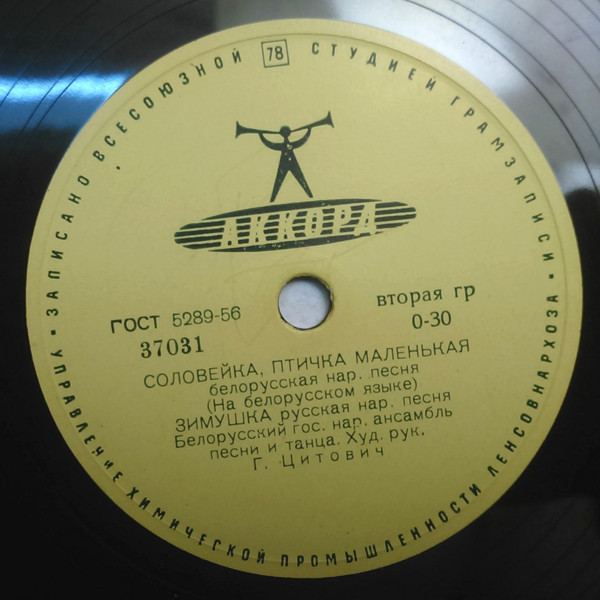 ЗАПИСАНО ВСЕСОЮЗНОЙ 78 СТУДИЕЙ ГРАМЗАПИСИ
АККОРД
ГОСТ 5289-56
37031
вторая гр
0-30
СОЛОВЕЙКА, ПТИЧКА МАЛЕНЬКАЯ
белорусская нар. песня
(На белорусском языке)
ЗИМУШКА русская нар. песня
Белорусский гос. нар. ансамбль
песни и танца. Худ. рук.
Г. Цитович
УПРАВЛЕНИЕ ХИМИЧЕСКОЙ ПРОМЫШЛЕННОСТИ ЛЕНСОВНАРХОЗА